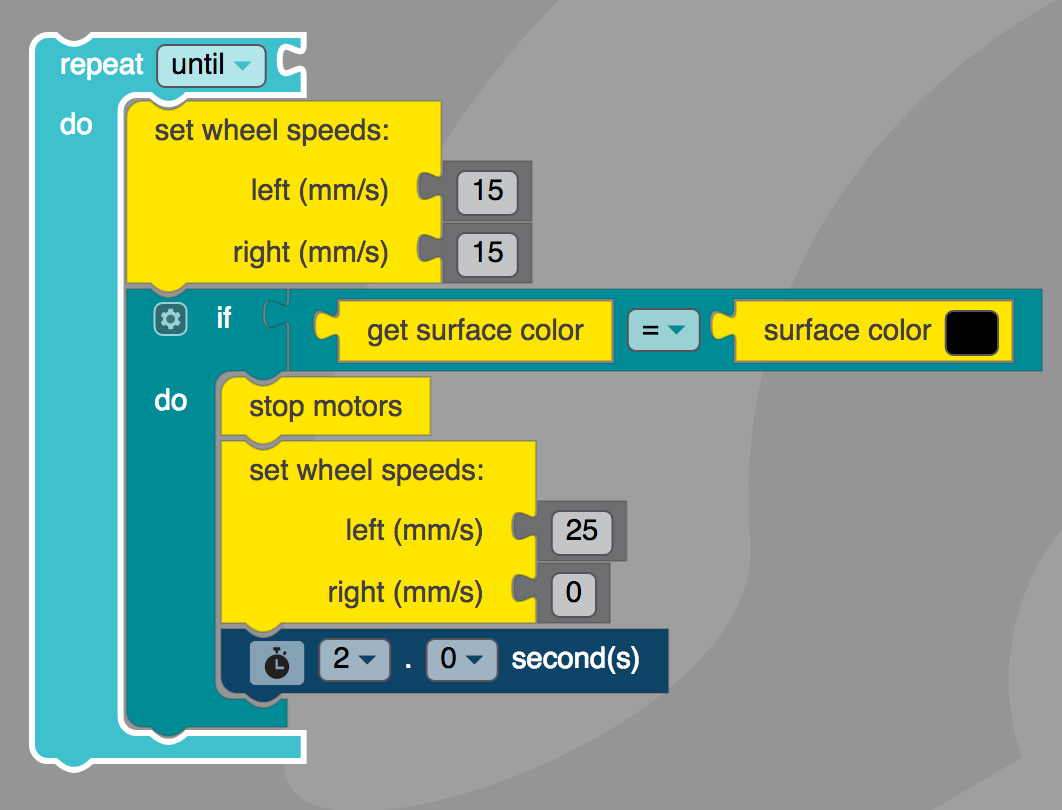 repeat until
do
set wheel speeds:
left (mm/s) 15
right (mm/s) 15
if get surface color = surface color
do
stop motors
set wheel speeds:
left (mm/s) 25
right (mm/s) 0
2 . 0 second(s)